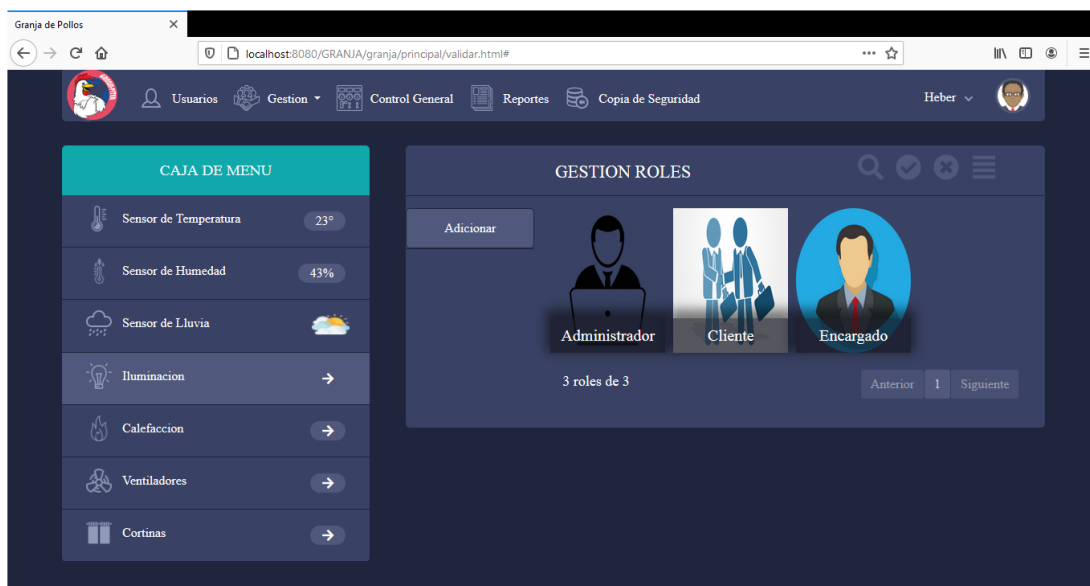 Granja de Pollos
localhost:8080/GRANJA/granja/principal/validar.html#
Usuarios Gestion Control General Reportes Copia de Seguridad Heber
CAJA DE MENU
Sensor de Temperatura 23°
Sensor de Humedad 43%
Sensor de Lluvia
Iluminacion
Calefaccion
Ventiladores
Cortinas
GESTION ROLES
Adicionar
Administrador Cliente Encargado
3 roles de 3 Anterior 1 Siguiente